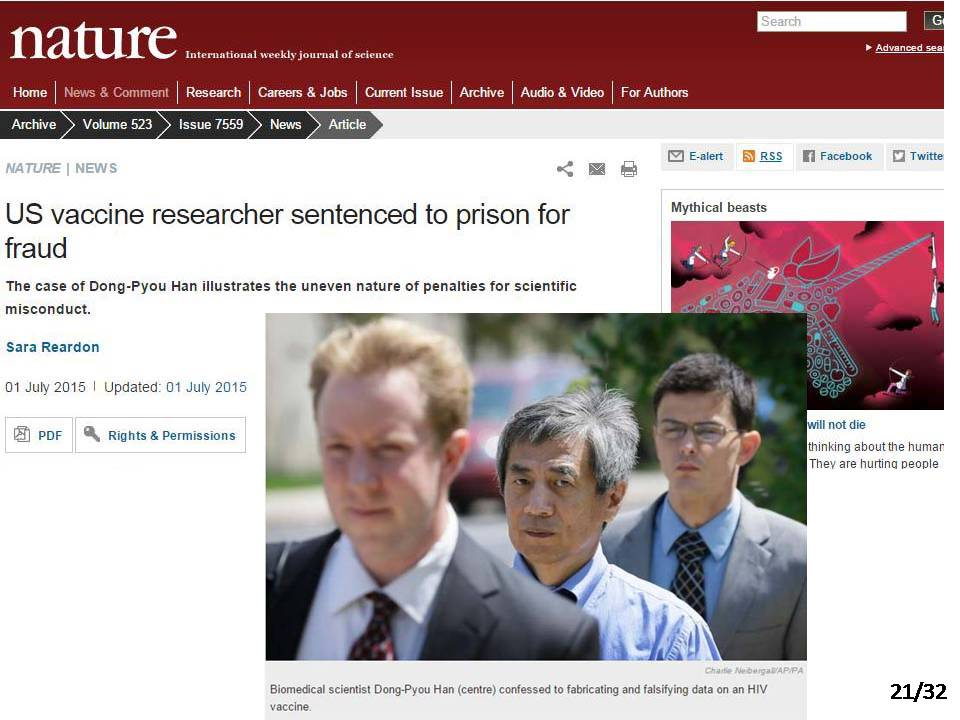 nature International weekly journal of science
Search
Advanced sea
Home News & Comment Research Careers & Jobs Current Issue Archive Audio & Video For Authors
Archive Volume 523 Issue 7559 News Article
E-alert RSS Facebook Twitte
NATURE | NEWS
US vaccine researcher sentenced to prison for
fraud
The case of Dong-Pyou Han illustrates the uneven nature of penalties for scientific
misconduct.
Sara Reardon
01 July 2015 | Updated: 01 July 2015
PDF Rights & Permissions
Mythical beasts
will not die
thinking about the human
They are hurting people
Charlie Neibergall/AP/PA
Biomedical scientist Dong-Pyou Han (centre) confessed to fabricating and falsifying data on an HIV
vaccine.
21/32